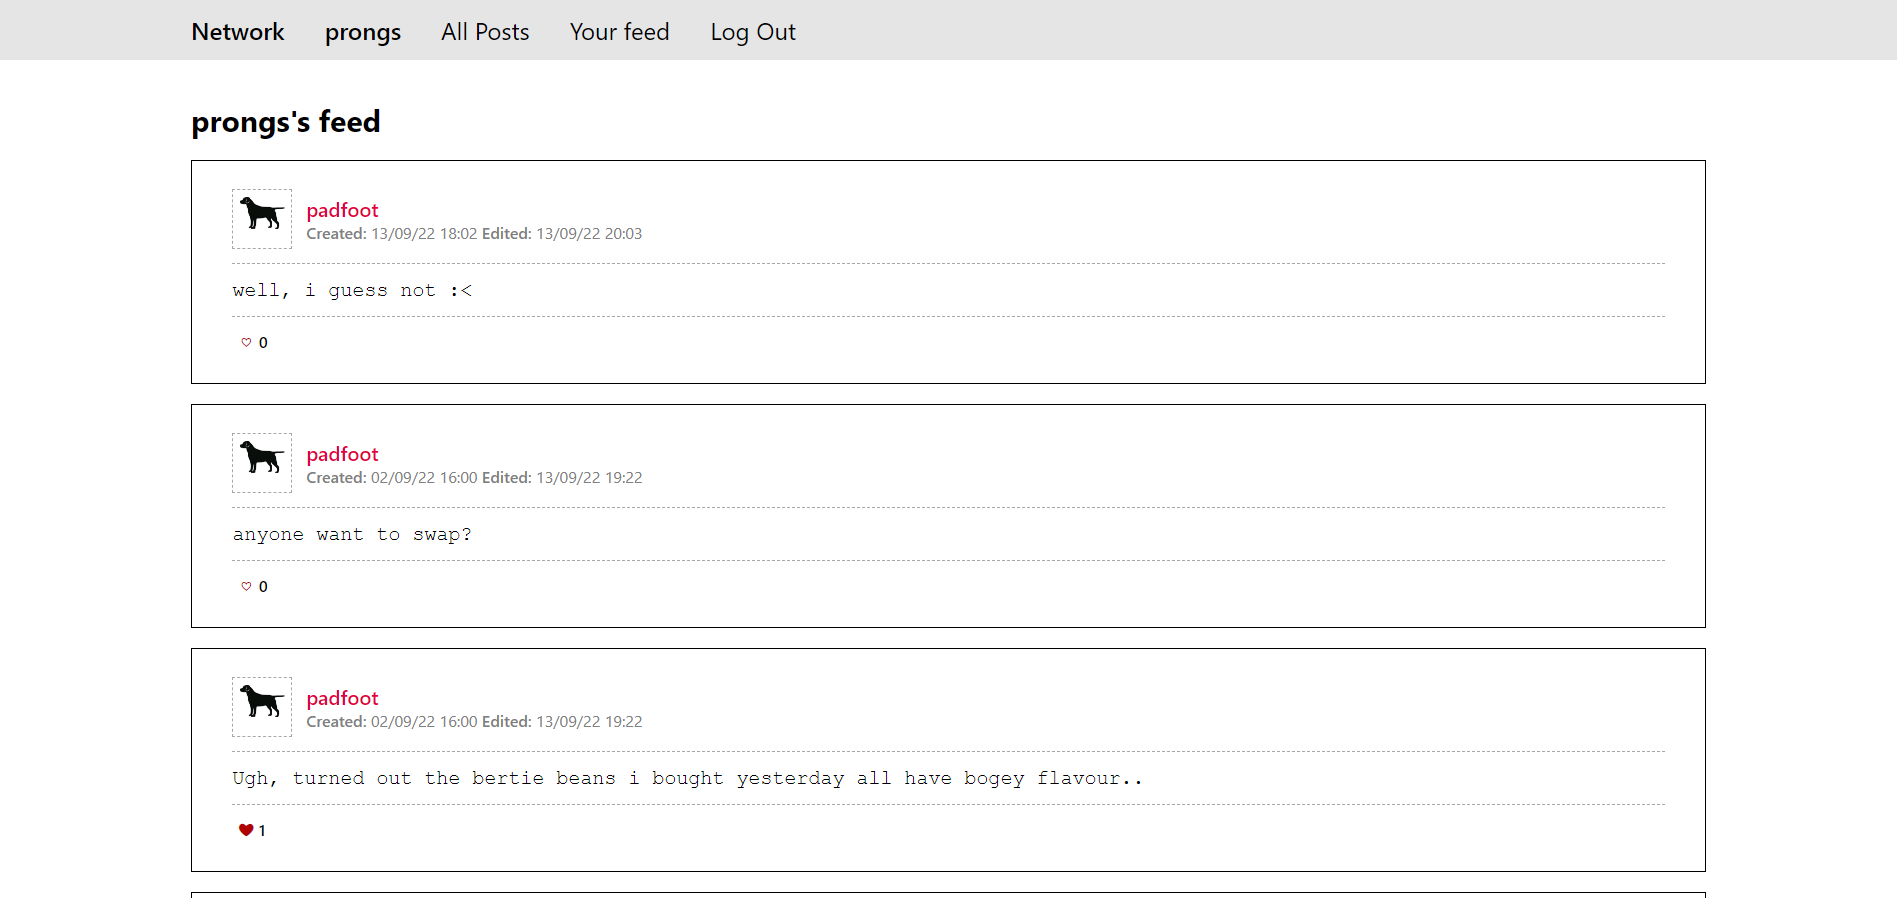 Network prongs All Posts Your feed Log Out
prongs's feed
padfoot
Created: 13/09/22 18:02 Edited: 13/09/22 20:03
well, i guess not :<
0
padfoot
Created: 02/09/22 16:00 Edited: 13/09/22 19:22
anyone want to swap?
0
padfoot
Created: 02/09/22 16:00 Edited: 13/09/22 19:22
Ugh, turned out the bertie beans i bought yesterday all have bogey flavour..
1